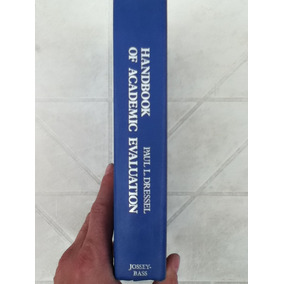 HANDBOOK
OF ACADEMIC EVALUATION
PAUL L. DRESSEL
JOSSEY-
BASS